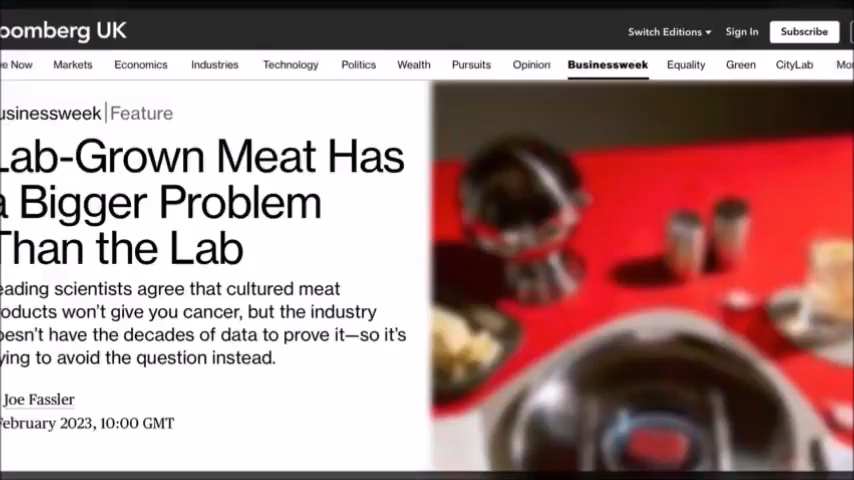 oomberg UK
Switch Editions
Sign In
Subscribe
e Now
Markets
Economics
Industries
Technology
Politics
Wealth
Pursuits
Opinion
Businessweek
Equality
Green
CityLab
Mo
usinessweek|Feature
Lab-Grown Meat Has
a Bigger Problem
Than the Lab
eading scientists agree that cultured meat
oducts won't give you cancer, but the industry
esn't have the decades of data to prove it—so it's
ying to avoid the question instead.
Joe Fassler
February 2023, 10:00 GMT